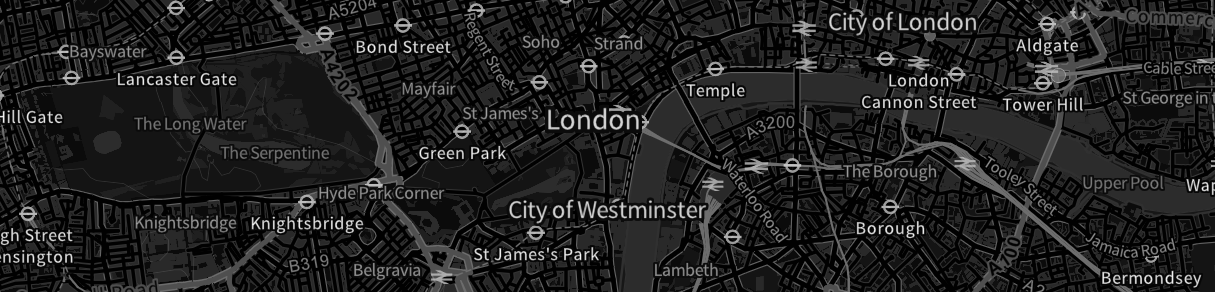 A5204
City of London
Commerc
Bayswater
Bond Street
Regent Street
Soho
Strand
Aldgate
Lancaster Gate
A4202
Mayfair
Temple
London
Cannon Street
Cable Stree
Tower Hill
St George in t
Hill Gate
The Long Water
St James's
London
A3200
The Serpentine
Green Park
Waterloo Road
The Borough
Tooley Street
Upper Pool
Wap
Hyde Park Corner
Knightsbridge
Knightsbridge
City of Westminster
Borough
gh Street
ensington
B319
Belgravia
St James's Park
Lambeth
A100
Jamaica Road
Bermondsey
Road